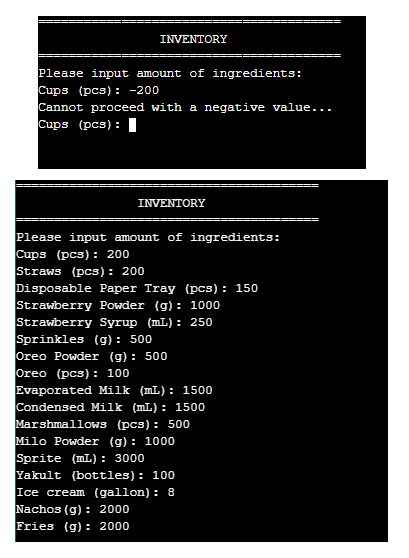 =======================================
INVENTORY
=======================================
Please input amount of ingredients:
Cups (pcs): -200
Cannot proceed with a negative value...
Cups (pcs):
=======================================
INVENTORY
=======================================
Please input amount of ingredients:
Cups (pcs): 200
Straws (pcs): 200
Disposable Paper Tray (pcs): 150
Strawberry Powder (g): 1000
Strawberry Syrup (mL): 250
Sprinkles (g): 500
Oreo Powder (g): 500
Oreo (pcs): 100
Evaporated Milk (mL): 1500
Condensed Milk (mL): 1500
Marshmallows (pcs): 500
Milo Powder (g): 1000
Sprite (mL): 3000
Yakult (bottles): 100
Ice cream (gallon): 8
Nachos(g): 2000
Fries (g): 2000